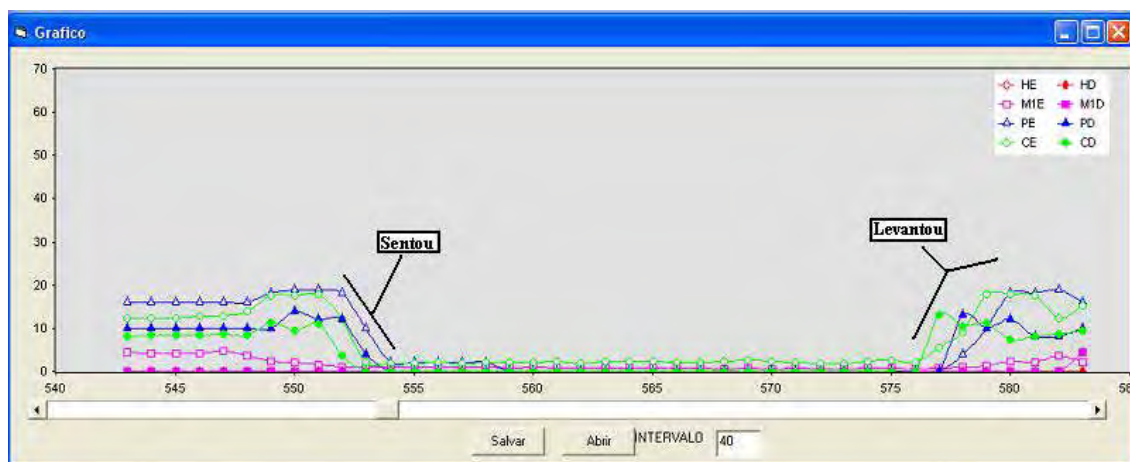 Grafico
70
60
50
40
30
20
10
0
HE HD
M1E M1D
PE PD
CE CD
Sentou
Levantou
540 545 550 555 560 565 570 575 580
Salvar Abrir INTERVALO 40